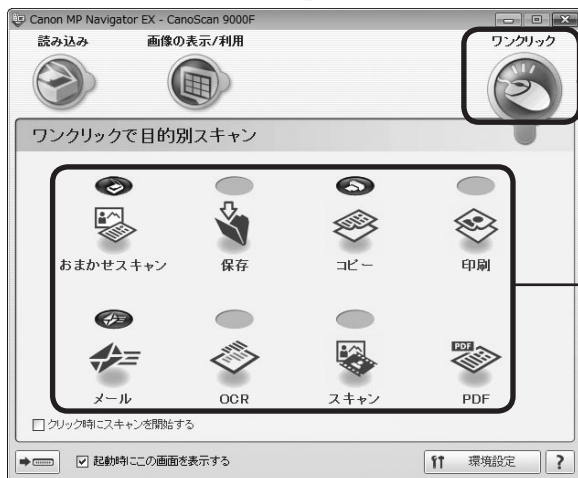 Canon MP Navigator EX - CanoScan 9000F
読み込み 画像の表示/利用 ワンクリック
ワンクリックで目的別スキャン
おまかせスキャン 保存 コピー 印刷
PDF
メール OCR スキャン PDF
クリック時にスキャンを開始する
起動時にこの画面を表示する 環境設定 ?